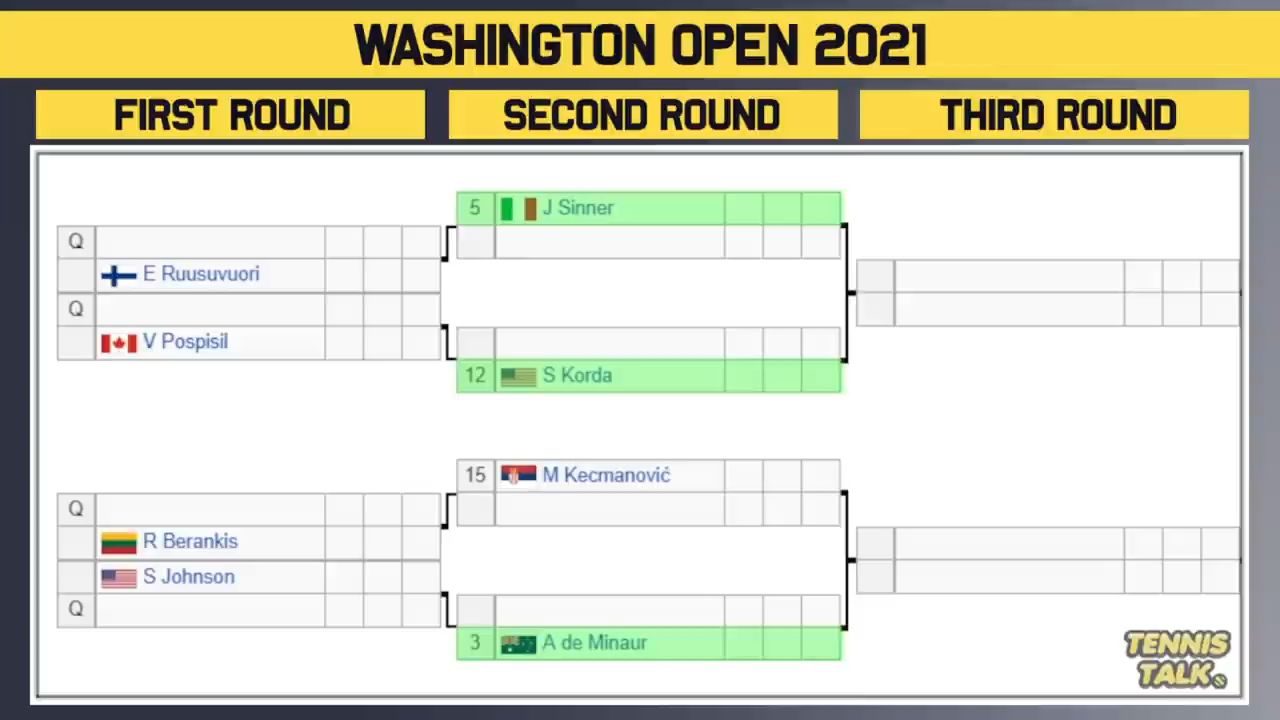 WASHINGTON OPEN 2021
FIRST ROUND
SECOND ROUND
THIRD ROUND
5 J Sinner
Q
E Ruusuvuori
Q
V Pospisil
12 S Korda
15 M Kecmanović
Q
R Berankis
S Johnson
Q
3 A de Minaur
TENNIS
TALK